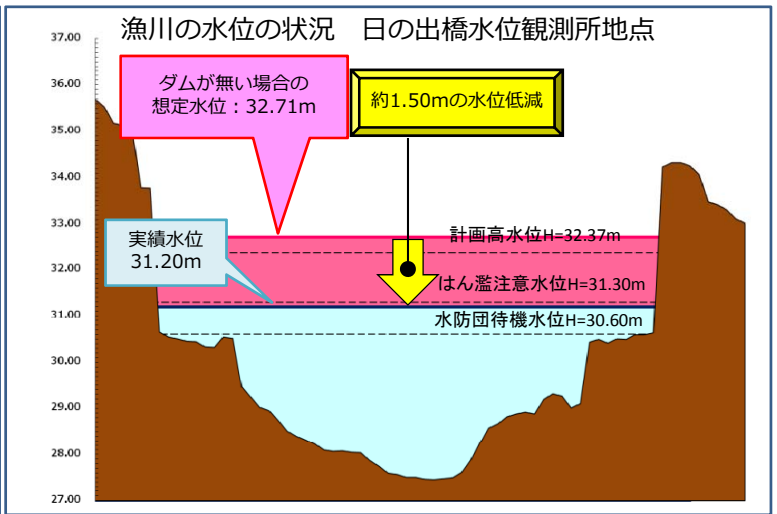 漁川の水位の状況　日の出橋水位観測所地点
37.00
36.00
35.00
34.00
33.00
32.00
31.00
30.00
29.00
28.00
27.00
ダムが無い場合の
想定水位：32.71m
約1.50mの水位低減
実績水位
31.20m
計画高水位H=32.37m
はん濫注意水位H=31.30m
水防団待機水位H=30.60m